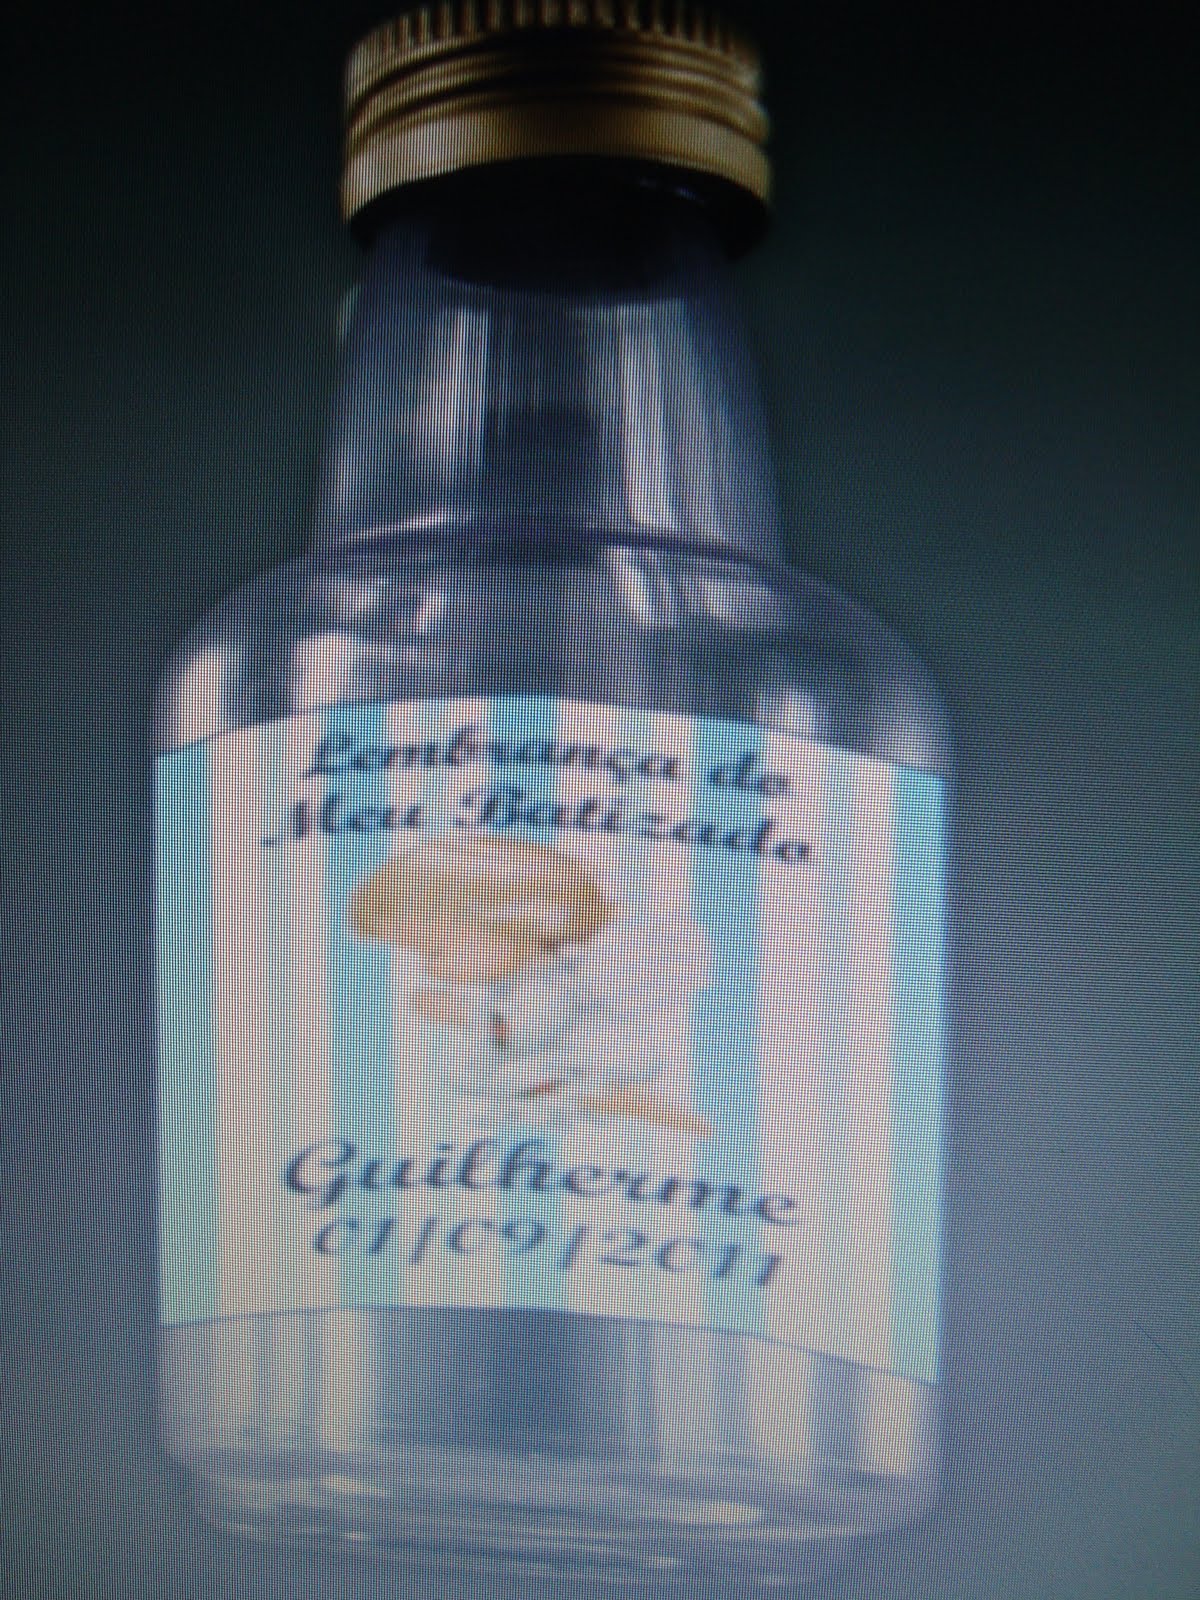 Lembrança do
Meu Batizado
Guilherme
01/09/2011